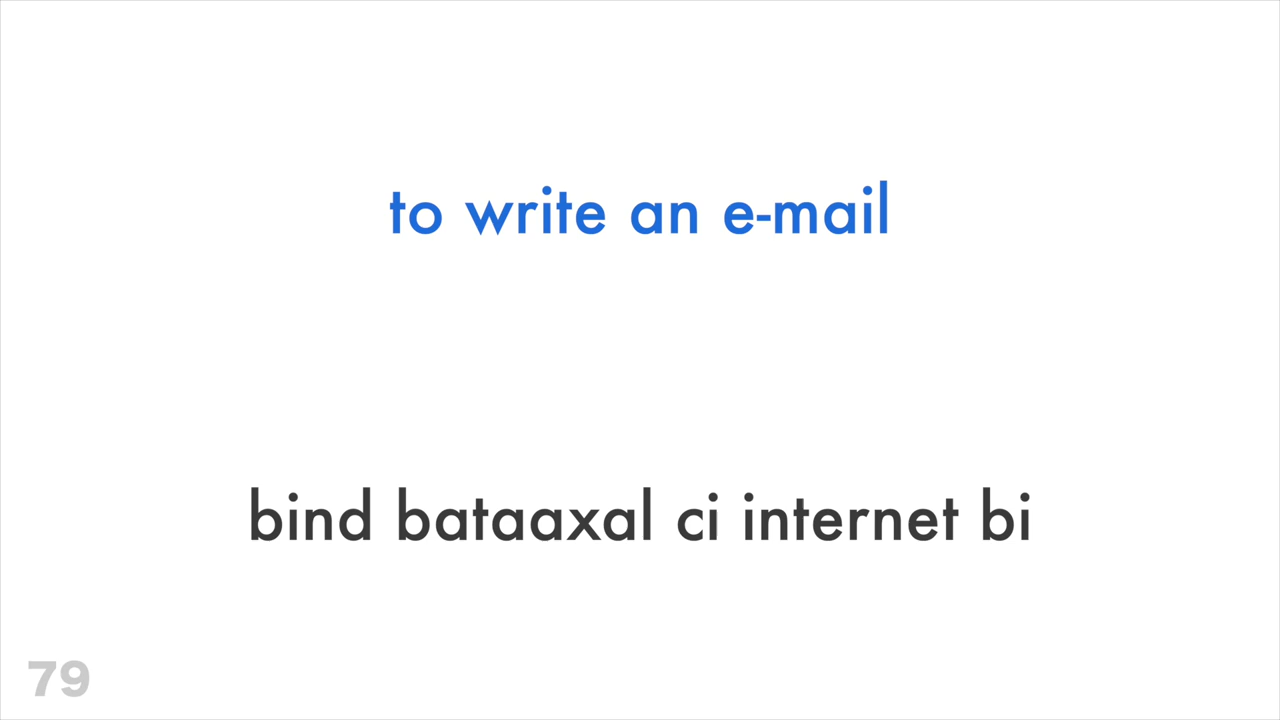 to write an e-mail
bind bataaxal ci internet bi
79